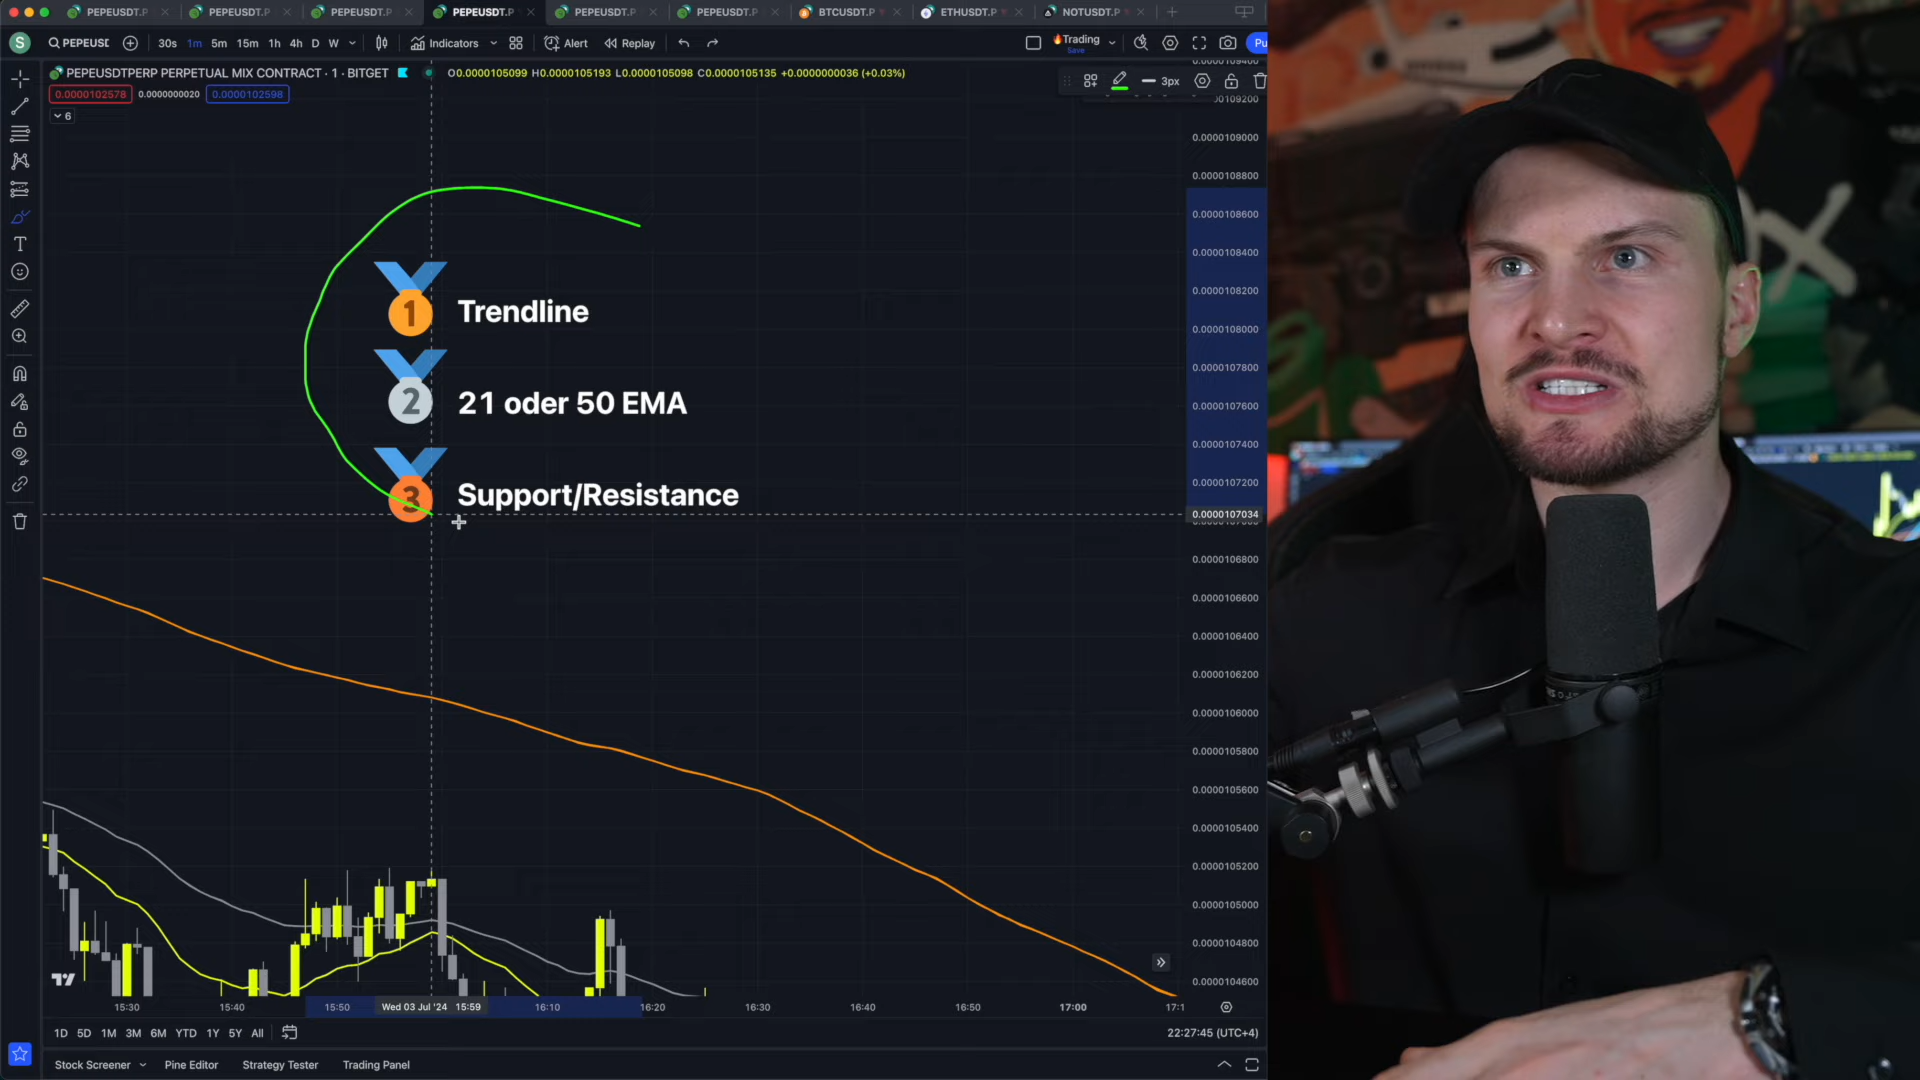 PEPEUSDT.P PEPEUSDT.P PEPEUSDT.P PEPEUSDT.P PEPEUSDT.P PEPEUSDT.P BTCUSDT.P ETHUSDT.P NOTUSDT.P
S PEPEUSD 30s 1m 5m 15m 1h 4h D W Indicators Alert Replay Trading Save Pu
PEPEUSDTPERP PERPETUAL MIX CONTRACT · 1 · BITGET O0.0000105099 H0.0000105193 L0.0000105098 C0.0000105135 +0.0000000036 (+0.03%)
0.0000102578 0.0000000020 0.0000102598
3px
6
0.0000109000
0.0000108800
0.0000108600
0.0000108400
0.0000108200
0.0000108000
0.0000107800
0.0000107600
0.0000107400
0.0000107200
0.0000107034
0.0000106800
0.0000106600
0.0000106400
0.0000106200
0.0000106000
0.0000105800
0.0000105600
0.0000105400
0.0000105200
0.0000105000
0.0000104800
0.0000104600
1 Trendline
2 21 oder 50 EMA
3 Support/Resistance
15:30 15:40 15:50 Wed 03 Jul '24 15:59 16:10 16:20 16:30 16:40 16:50 17:00 17:1
1D 5D 1M 3M 6M YTD 1Y 5Y All 22:27:45 (UTC+4)
Stock Screener Pine Editor Strategy Tester Trading Panel